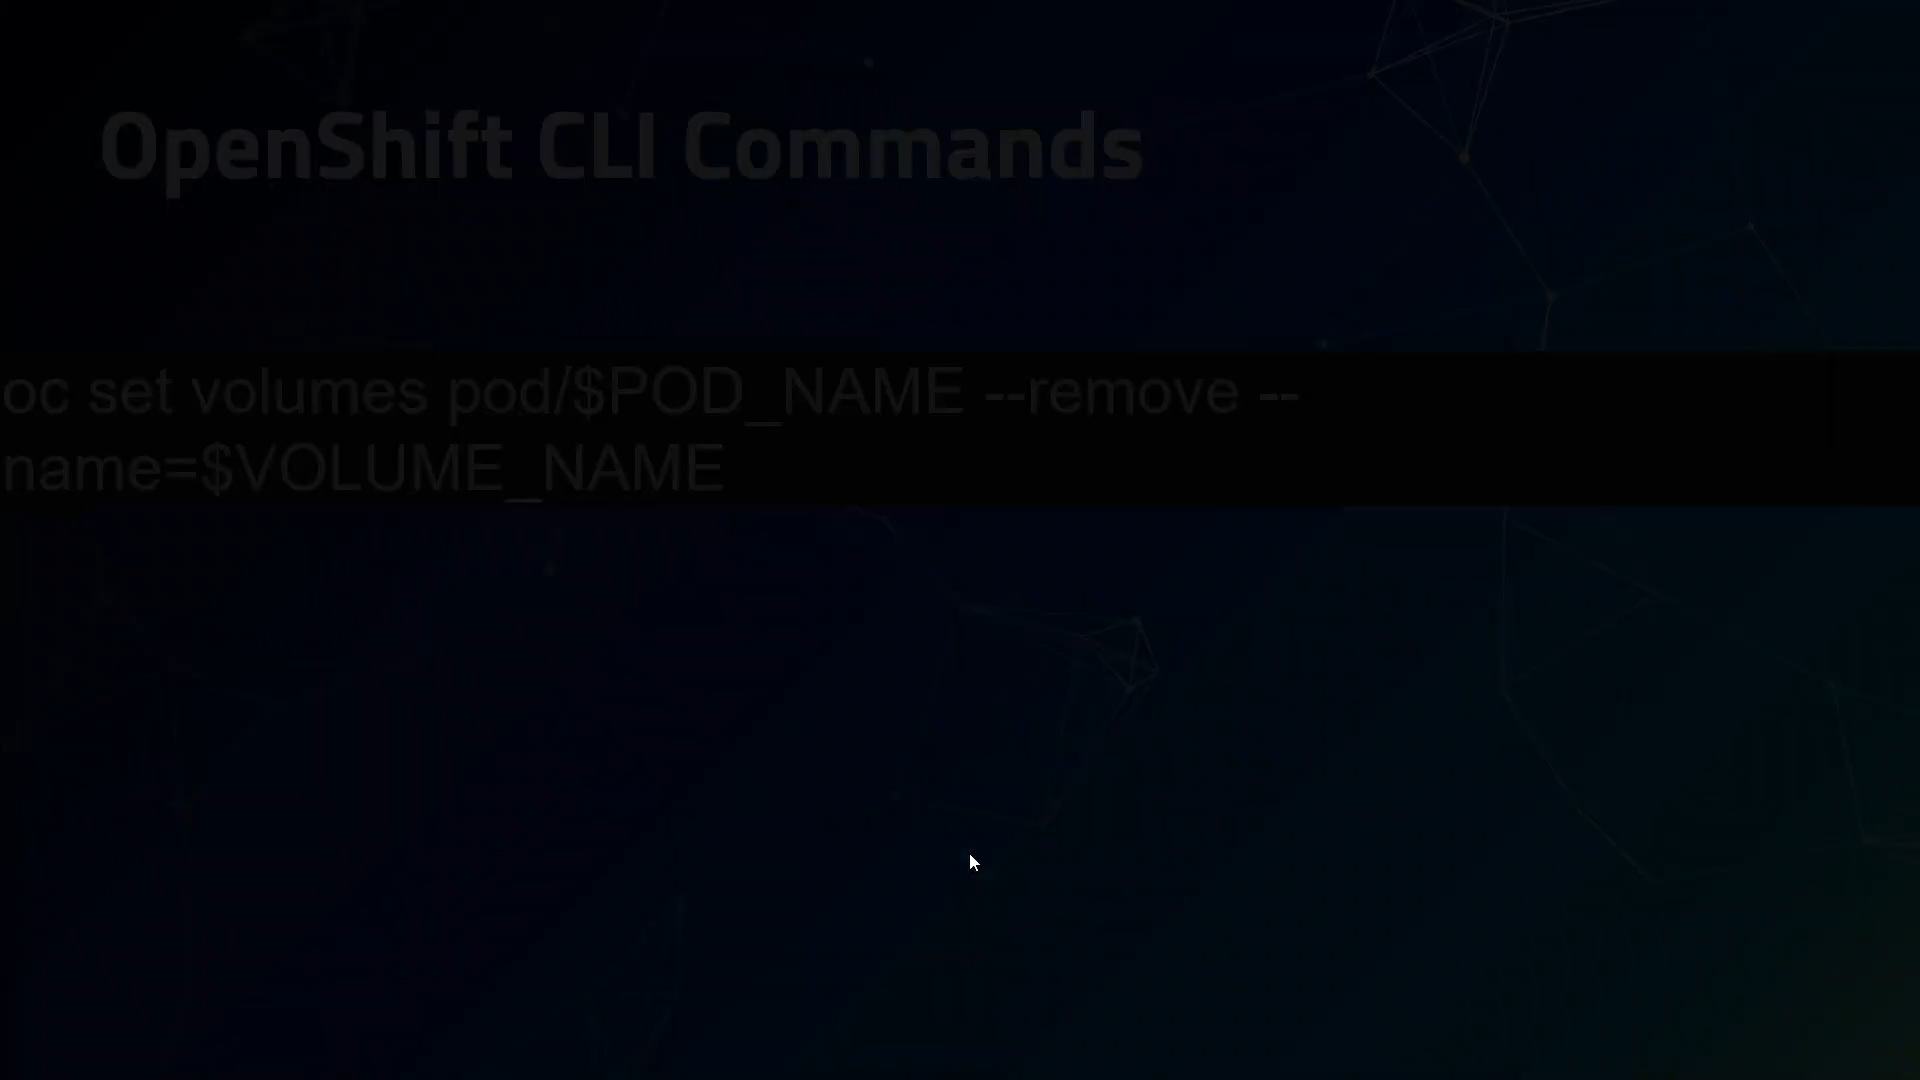 OpenShift CLI Commands
oc set volumes pod/$POD_NAME --remove --
name=$VOLUME_NAME